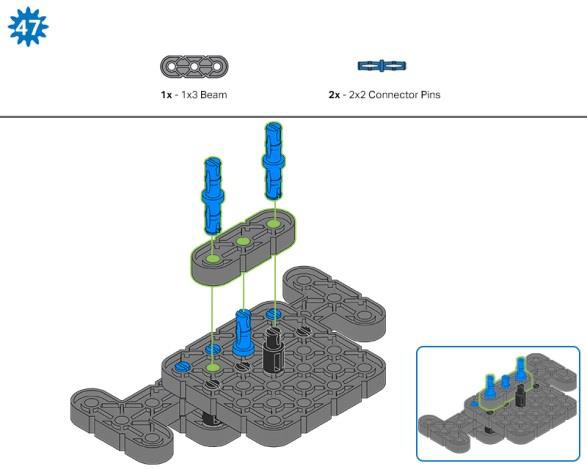 47
1x - 1x3 Beam
2x - 2x2 Connector Pins